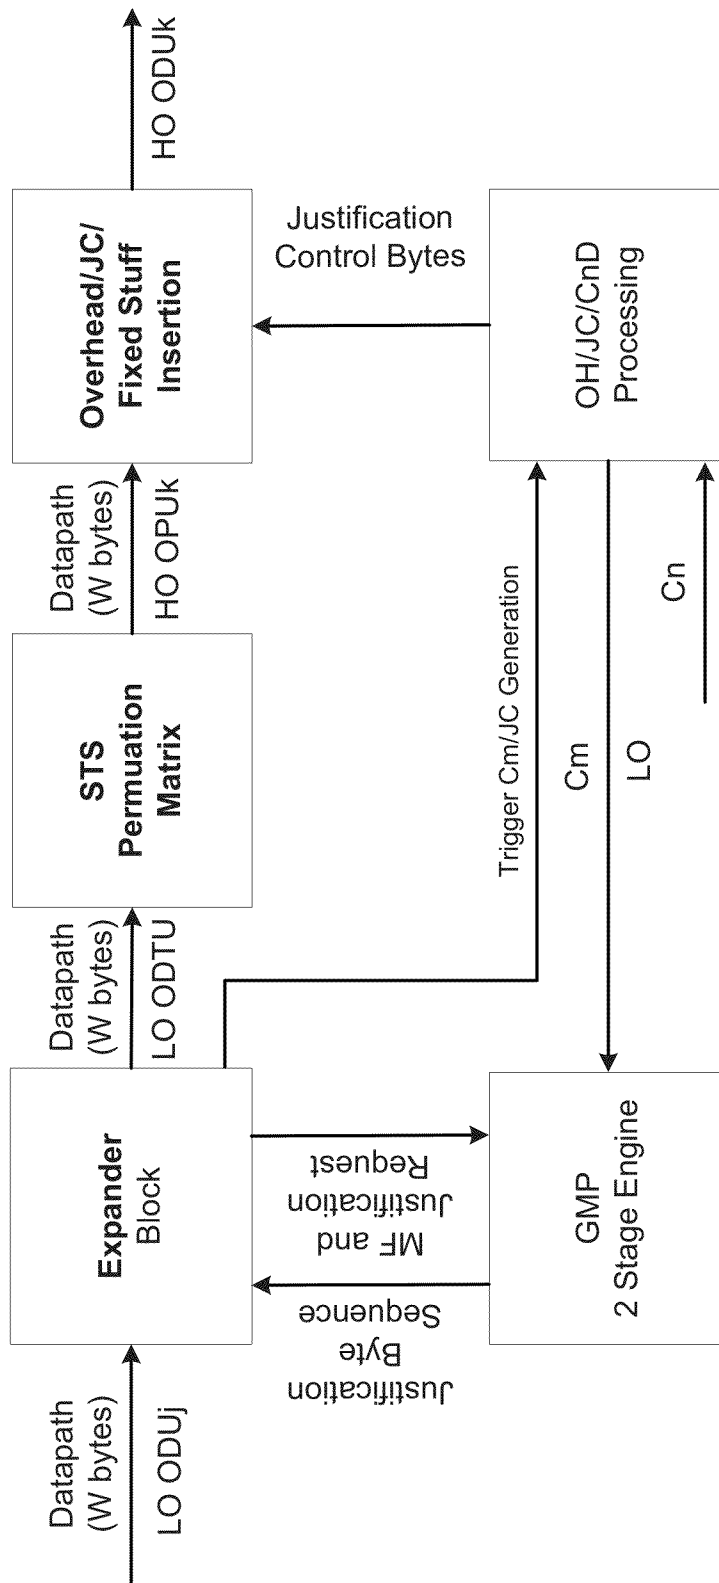 Datapath
(W bytes)
LO ODUj
Expander
Block
Datapath
(W bytes)
LO ODTU
STS
Permuation
Matrix
Datapath
(W bytes)
HO OPUk
Overhead/JC/
Fixed Stuff
Insertion
HO ODUk
Justification
Byte
Sequence
MF and
Justification
Request
Trigger Cm/JC Generation
Justification
Control Bytes
GMP
2 Stage Engine
Cm
LO
Cn
OH/JC/CnD
Processing